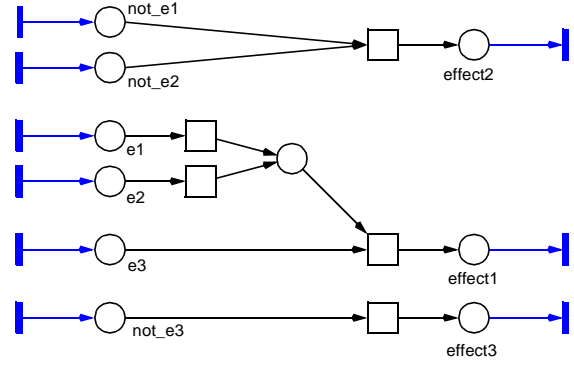 not_e1
not_e2
effect2
e1
e2
e3
effect1
not_e3
effect3